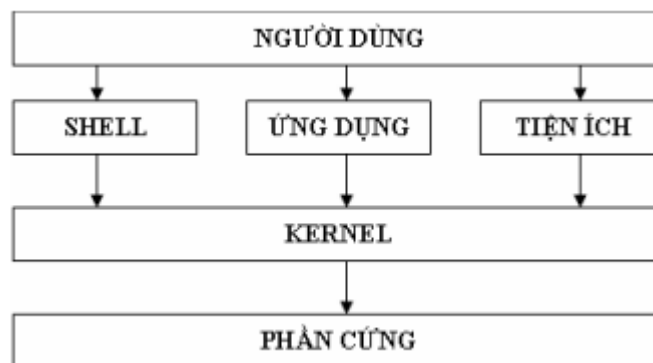 NGƯỜI DÙNG
SHELL
ỨNG DỤNG
TIỆN ÍCH
KERNEL
PHẦN CỨNG